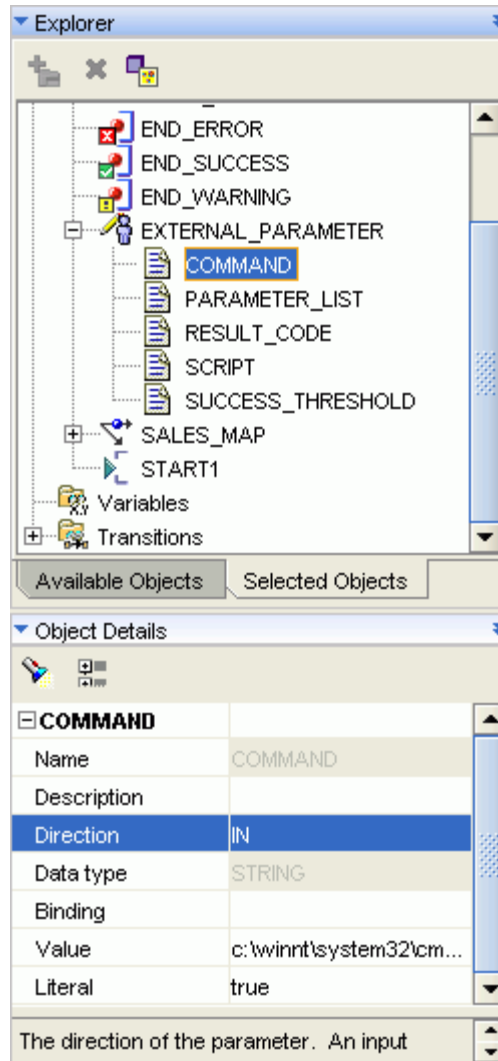 Explorer
END_ERROR
END_SUCCESS
END_WARNING
EXTERNAL_PARAMETER
COMMAND
PARAMETER_LIST
RESULT_CODE
SCRIPT
SUCCESS_THRESHOLD
SALES_MAP
START1
Variables
Transitions
Available Objects Selected Objects
Object Details
COMMAND
Name COMMAND
Description
Direction IN
Data type STRING
Binding
Value c:\winnt\system32\cm...
Literal true
The direction of the parameter. An input